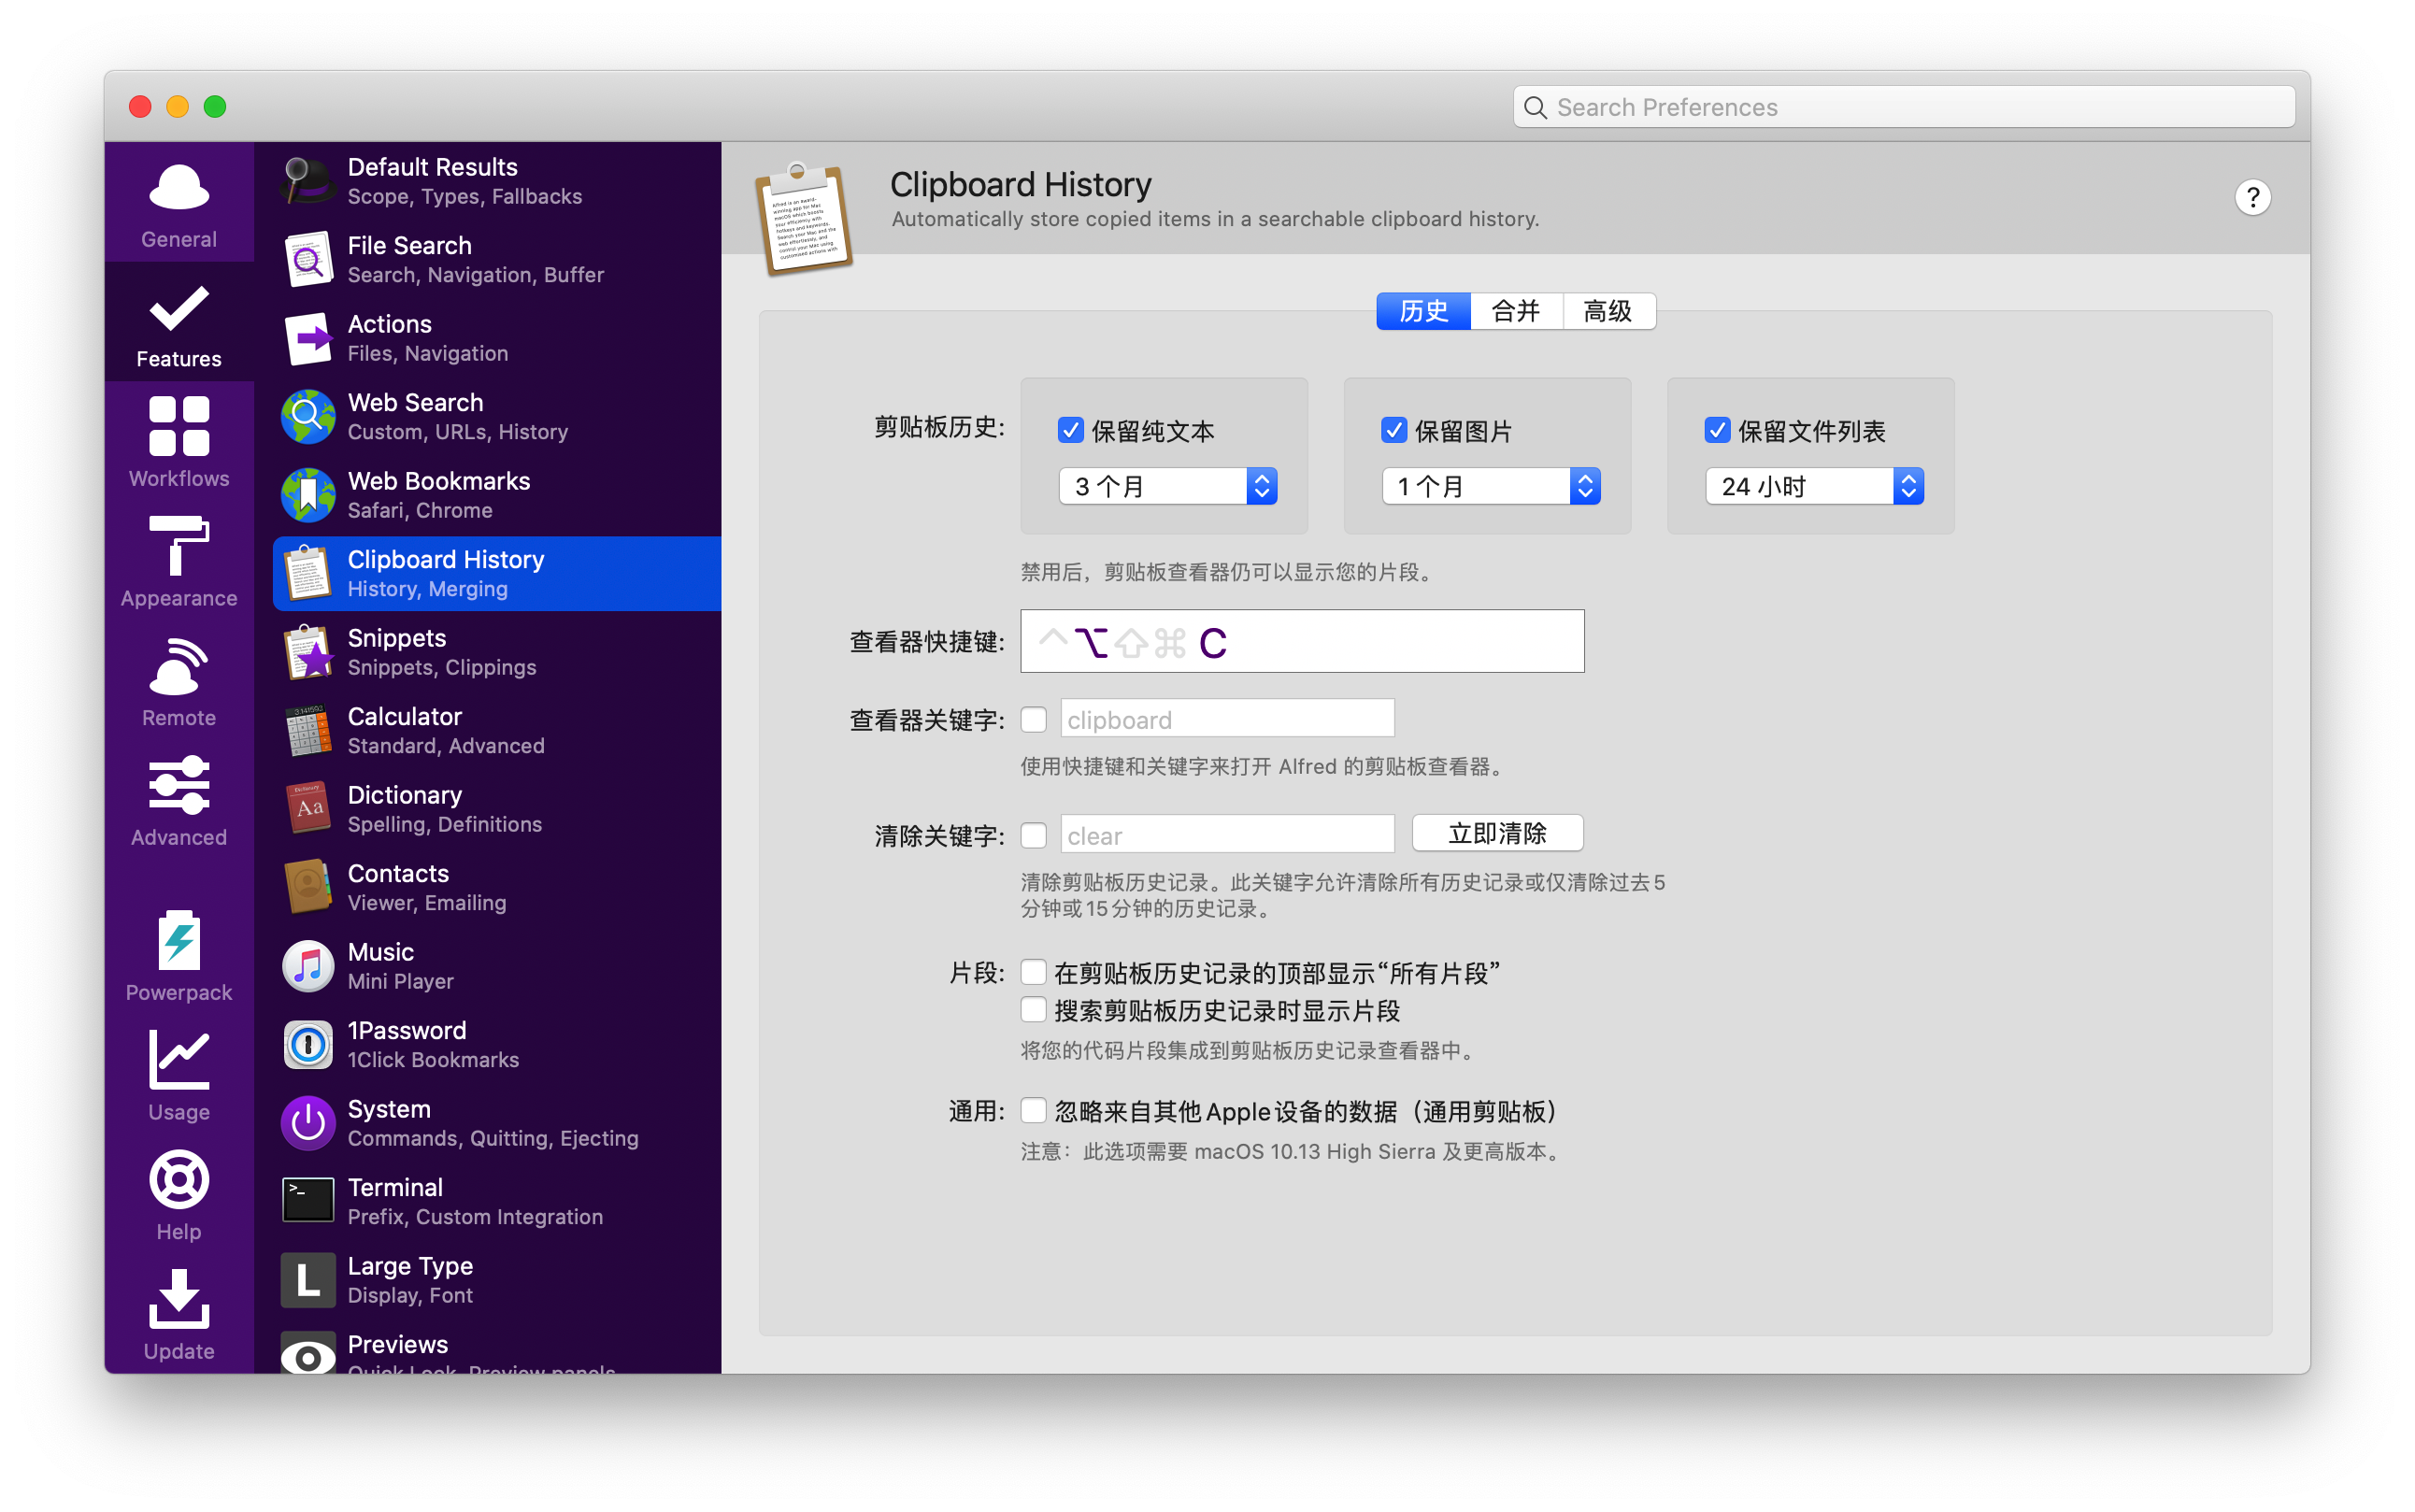 Search Preferences
General
Features
Workflows
Appearance
Remote
Advanced
Powerpack
Usage
Help
Update
Default Results
Scope, Types, Fallbacks
File Search
Search, Navigation, Buffer
Actions
Files, Navigation
Web Search
Custom, URLs, History
Web Bookmarks
Safari, Chrome
Clipboard History
History, Merging
Snippets
Snippets, Clippings
Calculator
Standard, Advanced
Dictionary
Spelling, Definitions
Contacts
Viewer, Emailing
Music
Mini Player
1Password
1Click Bookmarks
System
Commands, Quitting, Ejecting
Terminal
Prefix, Custom Integration
Large Type
Display, Font
Previews
Quick Look, Preview panels
Clipboard History
Automatically store copied items in a searchable clipboard history.
?
历史 合并 高级
剪贴板历史: 保留纯文本 保留图片 保留文件列表
3 个月 1 个月 24 小时
禁用后，剪贴板查看器仍可以显示您的片段。
查看器快捷键: ⌃⌥⇧⌘ C
查看器关键字: clipboard
使用快捷键和关键字来打开 Alfred 的剪贴板查看器。
清除关键字: clear 立即清除
清除剪贴板历史记录。此关键字允许清除所有历史记录或仅清除过去5
分钟或15分钟的历史记录。
片段: 在剪贴板历史记录的顶部显示“所有片段”
搜索剪贴板历史记录时显示片段
将您的代码片段集成到剪贴板历史记录查看器中。
通用: 忽略来自其他Apple设备的数据（通用剪贴板）
注意：此选项需要 macOS 10.13 High Sierra 及更高版本。